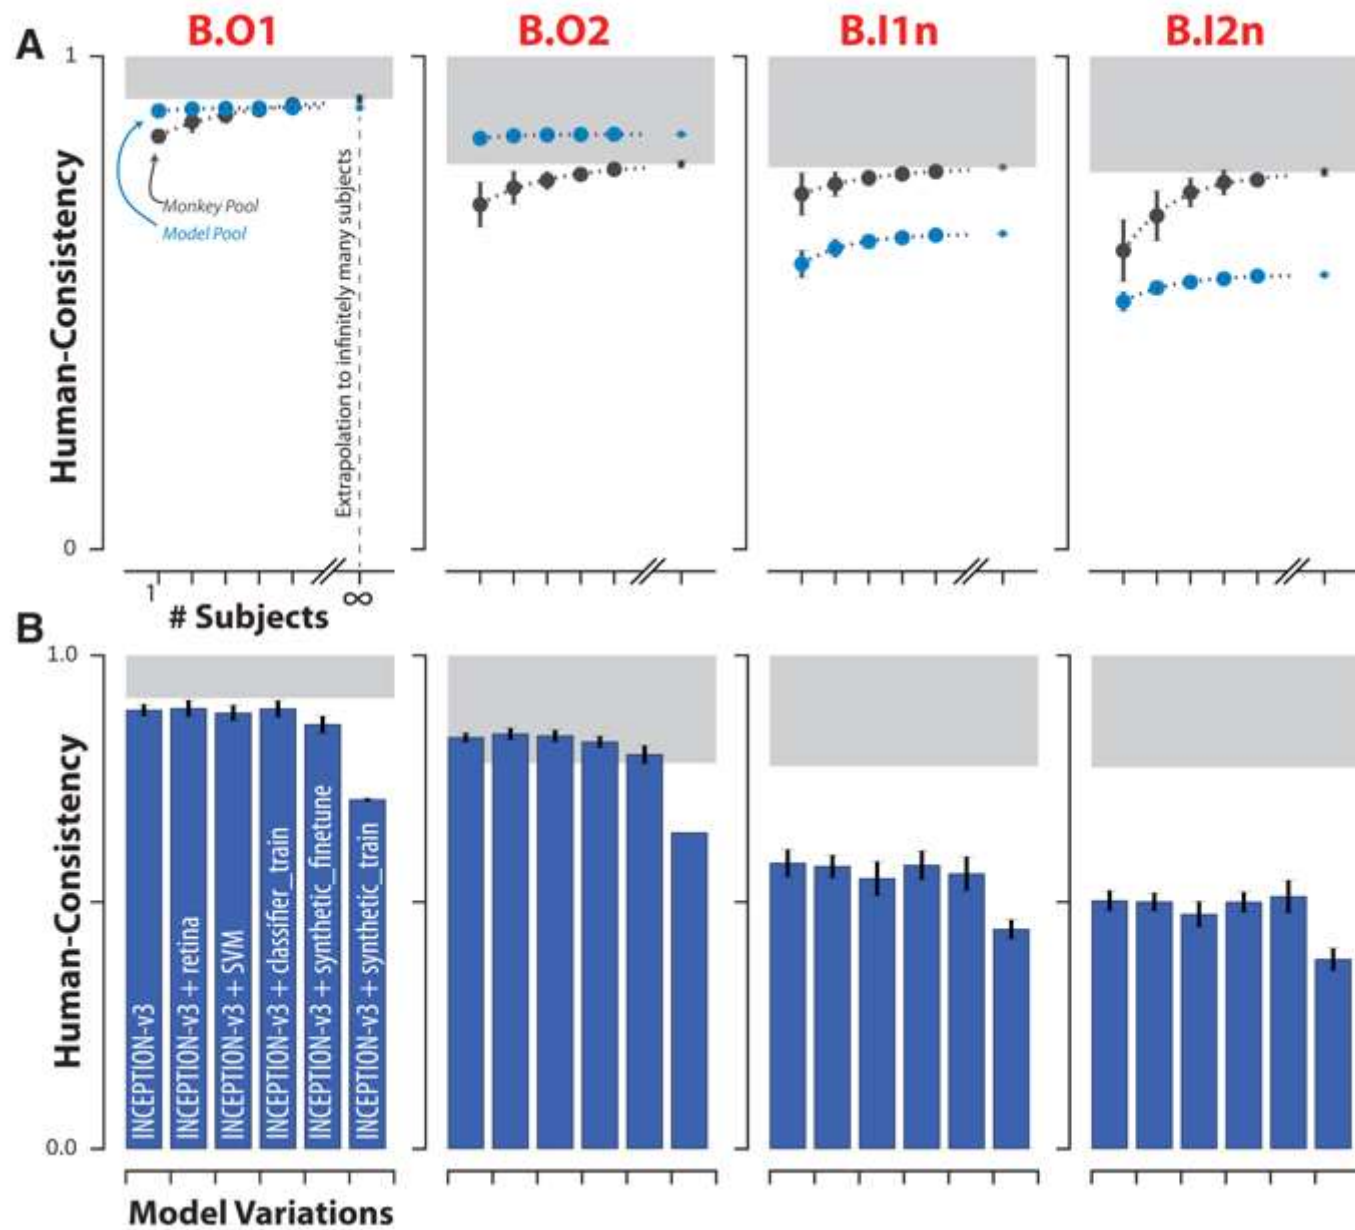 A
B.O1
B.O2
B.I1n
B.I2n
1
Human-Consistency
Monkey Pool
Model Pool
Extrapolation to infinitely many subjects
0
1
∞
# Subjects
B
1.0
Human-Consistency
INCEPTION-v3
INCEPTION-v3 + retina
INCEPTION-v3 + SVM
INCEPTION-v3 + classifier_train
INCEPTION-v3 + synthetic_finetune
INCEPTION-v3 + synthetic_train
0.0
Model Variations